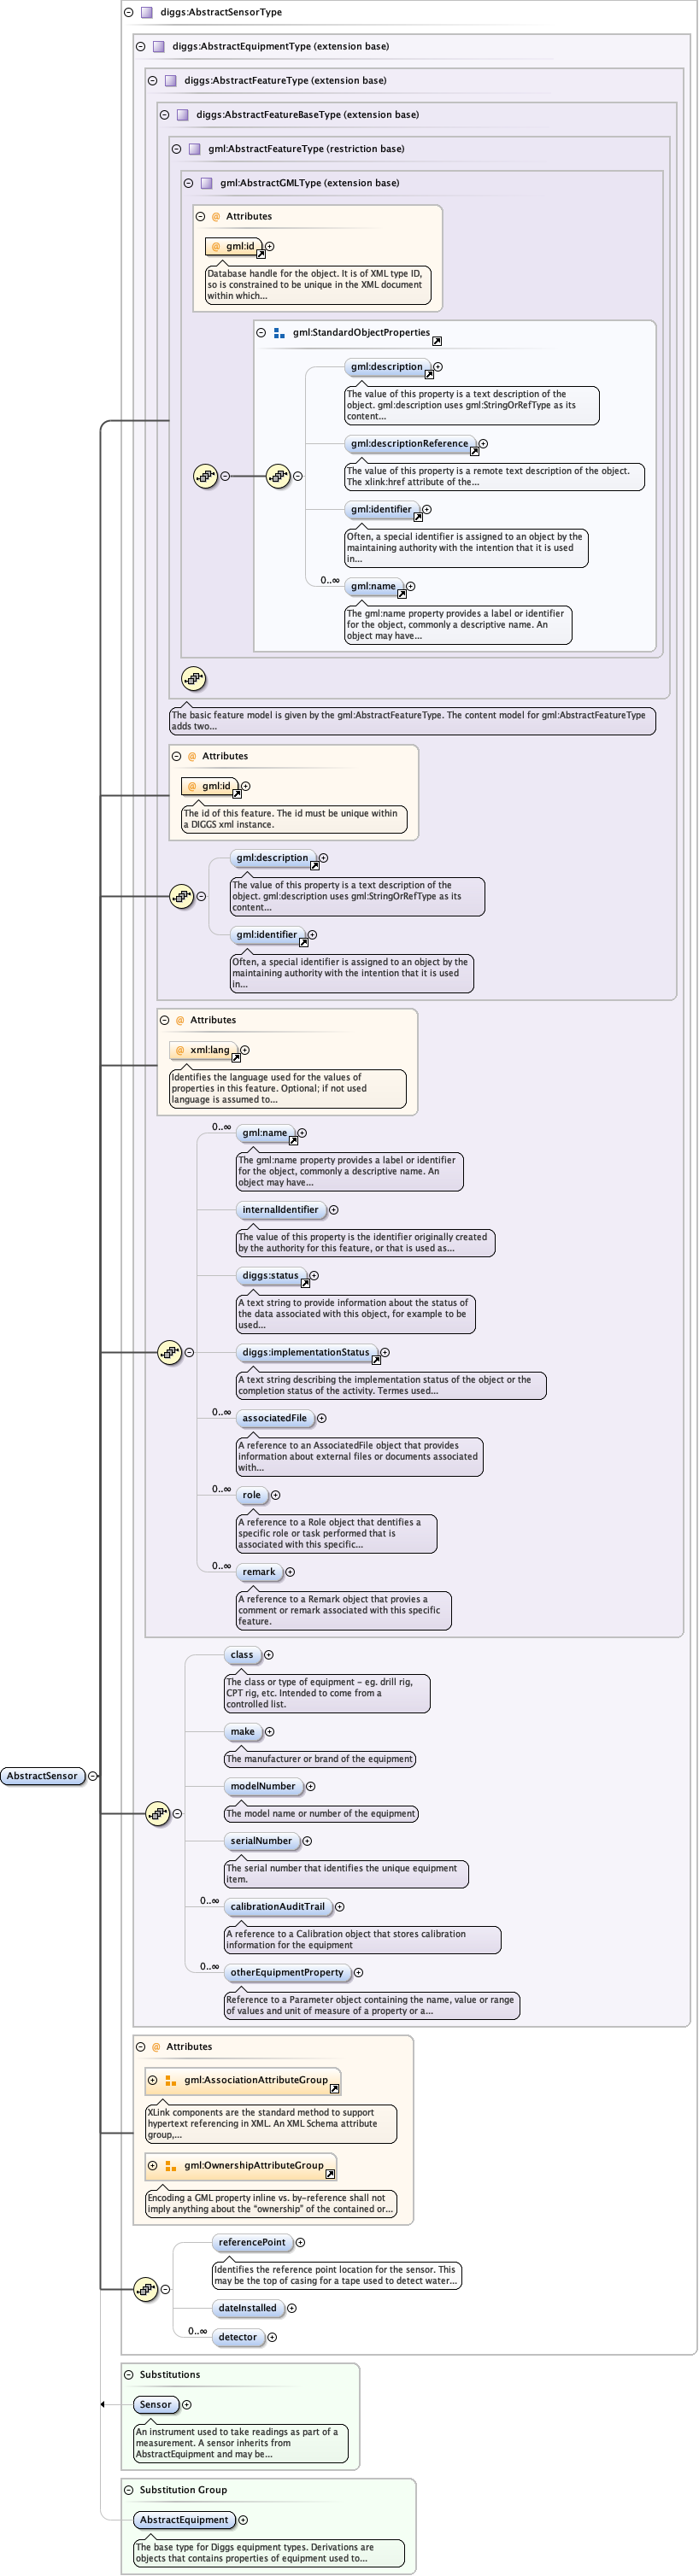 diggs:AbstractSensorType
diggs:AbstractEquipmentType (extension base)
diggs:AbstractFeatureType (extension base)
diggs:AbstractFeatureBaseType (extension base)
gml:AbstractFeatureType (restriction base)
gml:AbstractGMLType (extension base)
@ Attributes
@ gml:id
Database handle for the object. It is of XML type ID,
so is constrained to be unique in the XML document
within which...
gml:StandardObjectProperties
gml:description
The value of this property is a text description of the
object. gml:description uses gml:StringOrRefType as its
content...
gml:descriptionReference
The value of this property is a remote text description of the object.
The xlink:href attribute of the...
gml:identifier
Often, a special identifier is assigned to an object by the
maintaining authority with the intention that it is used
in...
0..∞
gml:name
The gml:name property provides a label or identifier
for the object, commonly a descriptive name. An
object may have...
The basic feature model is given by the gml:AbstractFeatureType. The content model for gml:AbstractFeatureType
adds two...
@ Attributes
@ gml:id
The id of this feature. The id must be unique within
a DIGGS xml instance.
gml:description
The value of this property is a text description of the
object. gml:description uses gml:StringOrRefType as its
content...
gml:identifier
Often, a special identifier is assigned to an object by the
maintaining authority with the intention that it is used
in...
@ Attributes
@ xml:lang
Identifies the language used for the values of
properties in this feature. Optional; if not used
language is assumed to...
0..∞
gml:name
The gml:name property provides a label or identifier
for the object, commonly a descriptive name. An
object may have...
internalIdentifier
The value of this property is the identifier originally created
by the authority for this feature, or that is used as...
diggs:status
A text string to provide information about the status of
the data associated with this object, for example to be
used...
diggs:implementationStatus
A text string describing the implementation status of the object or the
completion status of the activity. Termes used...
0..∞
associatedFile
A reference to an AssociatedFile object that provides
information about external files or documents associated
with...
0..∞
role
A reference to a Role object that dentifies a
specific role or task performed that is
associated with this specific...
0..∞
remark
A reference to a Remark object that provies a
comment or remark associated with this specific
feature.
class
The class or type of equipment - eg. drill rig,
CPT rig, etc. Intended to come from a
controlled list.
make
The manufacturer or brand of the equipment
AbstractSensor
modelNumber
The model name or number of the equipment
serialNumber
The serial number that identifies the unique equipment
item.
0..∞
calibrationAuditTrail
A reference to a Calibration object that stores calibration
information for the equipment
0..∞
otherEquipmentProperty
Reference to a Parameter object containing the name, value or range
of values and unit of measure of a property or a...
@ Attributes
gml:AssociationAttributeGroup
XLink components are the standard method to support
hypertext referencing in XML. An XML Schema attribute
group,...
gml:OwnershipAttributeGroup
Encoding a GML property inline vs. by-reference shall not
imply anything about the "ownership" of the contained or...
referencePoint
Identifies the reference point location for the sensor. This
may be the top of casing for a tape used to detect water...
dateInstalled
0..∞
detector
Substitutions
Sensor
An instrument used to take readings as part of a
measurement. A sensor inherits from
AbstractEquipment and may be...
Substitution Group
AbstractEquipment
The base type for Diggs equipment types. Derivations are
objects that contains properties of equipment used to...